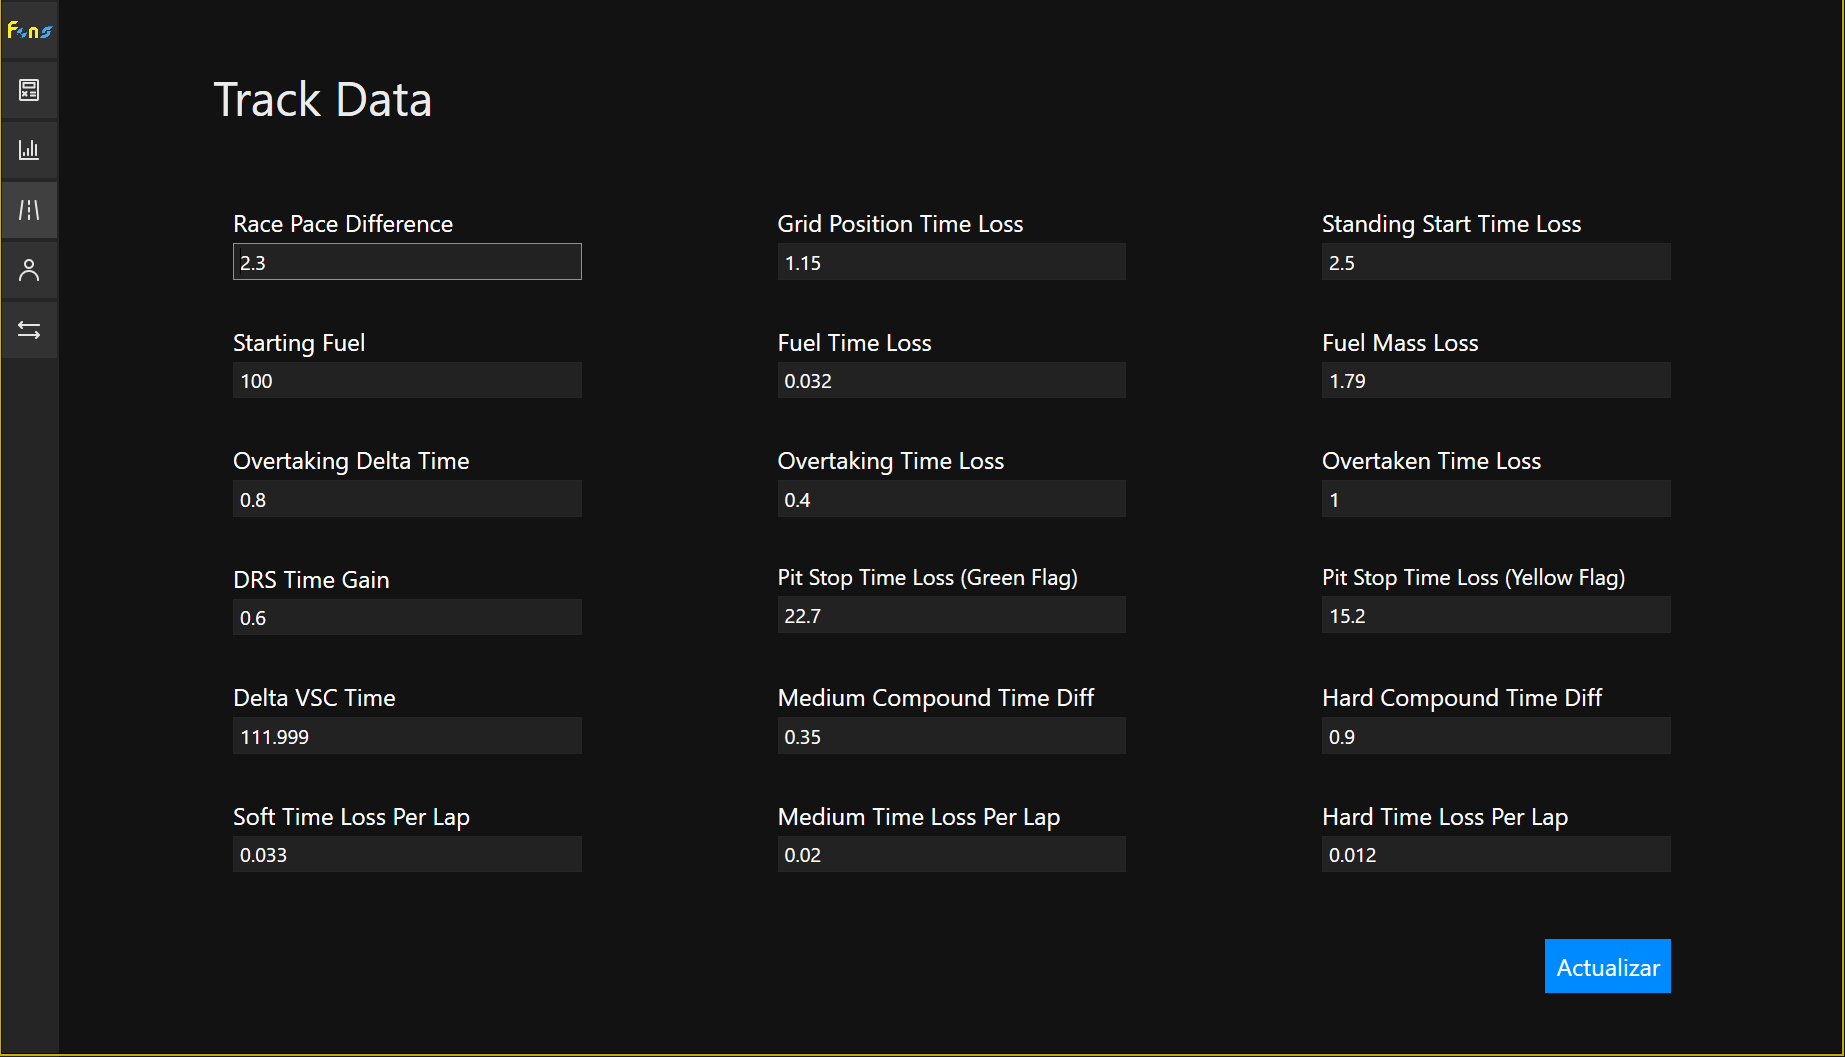 Fons
Track Data
Race Pace Difference
Grid Position Time Loss
Standing Start Time Loss
2.3
1.15
2.5
Starting Fuel
Fuel Time Loss
Fuel Mass Loss
100
0.032
1.79
Overtaking Delta Time
Overtaking Time Loss
Overtaken Time Loss
0.8
0.4
1
DRS Time Gain
Pit Stop Time Loss (Green Flag)
Pit Stop Time Loss (Yellow Flag)
0.6
22.7
15.2
Delta VSC Time
Medium Compound Time Diff
Hard Compound Time Diff
111.999
0.35
0.9
Soft Time Loss Per Lap
Medium Time Loss Per Lap
Hard Time Loss Per Lap
0.033
0.02
0.012
Actualizar